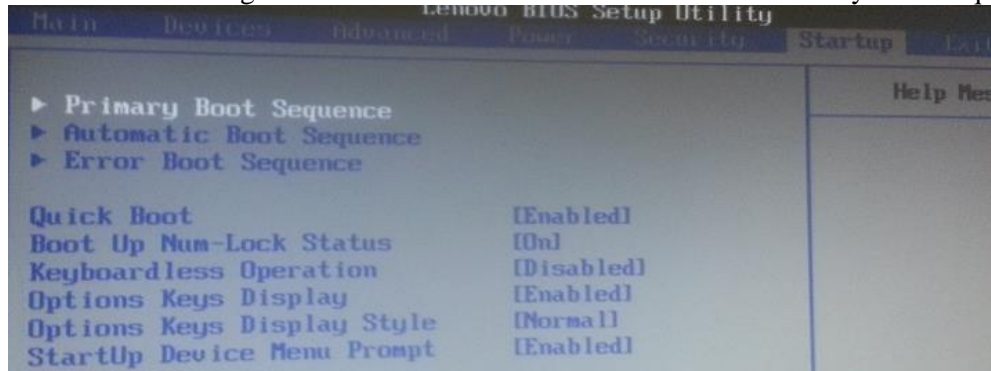 Lenovo BIOS Setup Utility
Main Devices Advanced Power Security Startup
Help
▶ Primary Boot Sequence
▶ Automatic Boot Sequence
▶ Error Boot Sequence
Quick Boot [Enabled]
Boot Up Num-Lock Status [On]
Keyboardless Operation [Disabled]
Options Keys Display [Enabled]
Options Keys Display Style [Normal]
StartUp Device Menu Prompt [Enabled]